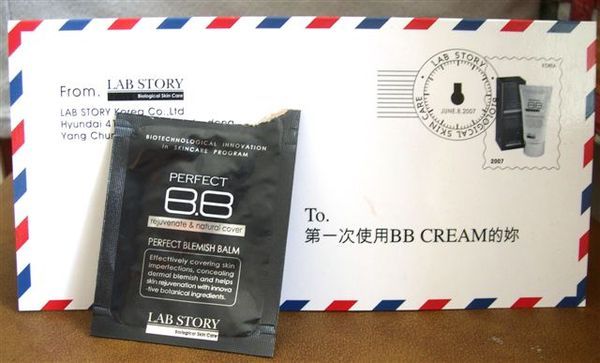 From. LAB STORY
Biological Skin Care
LAB STORY Korea Co.,Ltd
Hyundai 41
Yang Chun
LAB STORY
BIOLOGICAL SKIN CARE
JUNE.8.2007
KOREA
BB
2007
To.
第一次使用BB CREAM的妳
BIOTECHNOLOGICAL INNOVATION
in SKINCARE PROGRAM
PERFECT
B.B
rejuvenate & natural cover
PERFECT BLEMISH BALM
Effecttively covering skin
imperfections, concealing
dermal blemish and helps
skin rejuvenation with innova
-tive botanical ingredients.
LAB STORY
Biological Skin Care